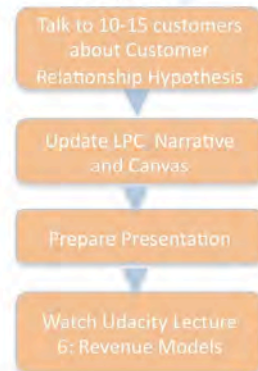 Talk to 10-15 customers
about Customer
Relationship Hypothesis
Update LPC Narrative
and Canvas
Prepare Presentation
Watch Udacity Lecture
6: Revenue Models